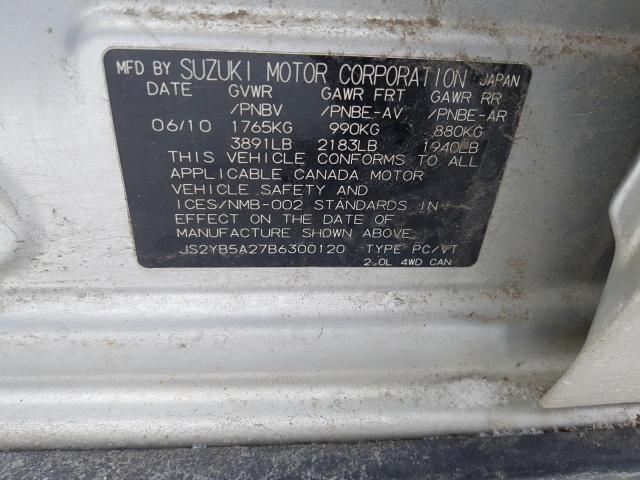 MFD BY SUZUKI MOTOR CORPORATION JAPAN
DATE GVWR GAWR FRT GAWR RR
/PNBV /PNBE-AV /PNBE-AR
06/10 1765KG 990KG 880KG
3891LB 2183LB 1940LB
THIS VEHICLE CONFORMS TO ALL
APPLICABLE CANADA MOTOR
VEHICLE SAFETY AND
ICES/NMB-002 STANDARDS IN
EFFECT ON THE DATE OF
MANUFACTURE SHOWN ABOVE.
JS2YB5A27B6300120 TYPE PC/VT
2.0L 4WD CAN